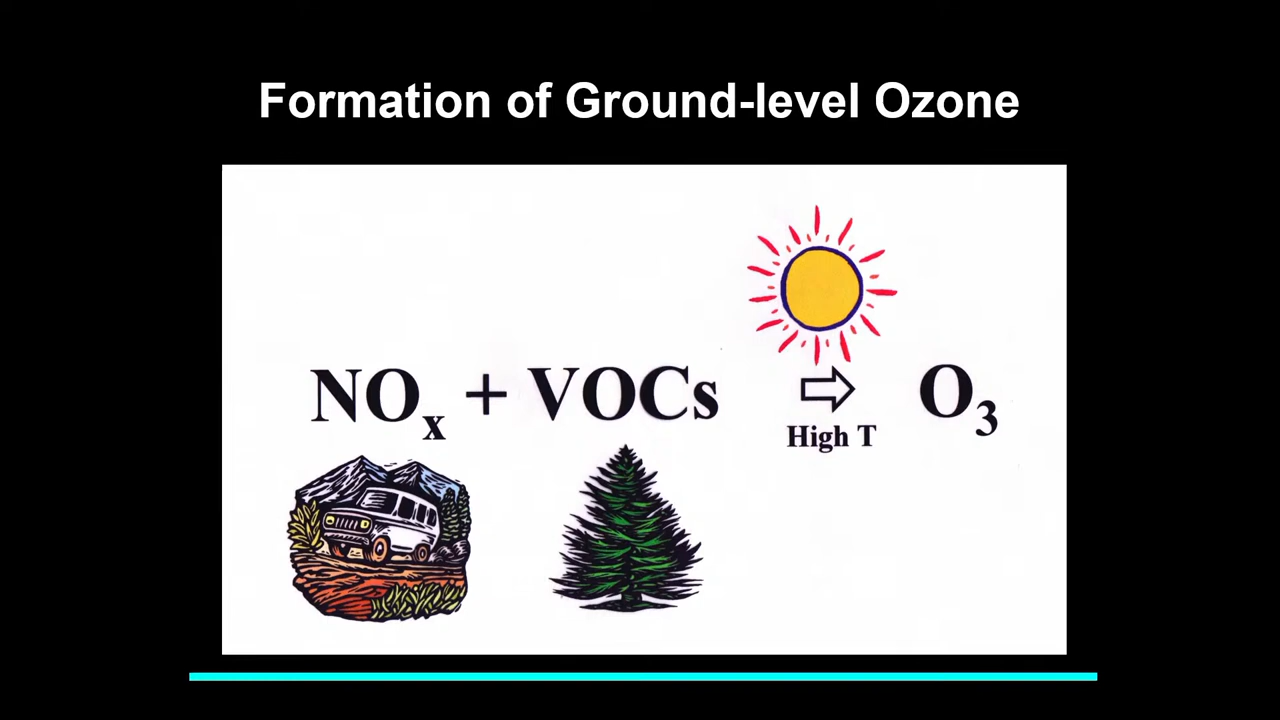 Formation of Ground-level Ozone
NOx + VOCs ⇨ O3
High T